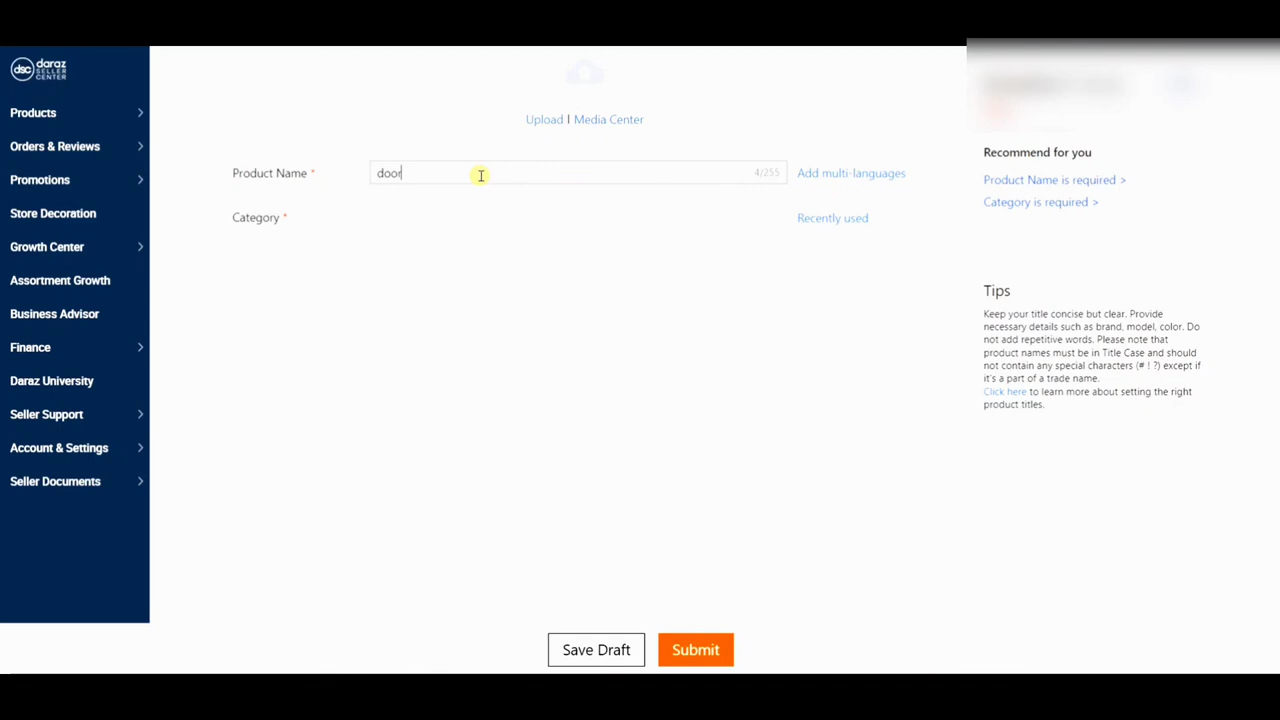 dsc daraz
SELLER
CENTER
Products
Orders & Reviews
Promotions
Store Decoration
Growth Center
Assortment Growth
Business Advisor
Finance
Daraz University
Seller Support
Account & Settings
Seller Documents
Upload | Media Center
Product Name *
door
4/255
Add multi-languages
Category *
Recently used
Recommend for you
Product Name is required >
Category is required >
Tips
Keep your title concise but clear. Provide
necessary details such as brand, model, color. Do
not add repetitive words. Please note that
product names must be in Title Case and should
not contain any special characters (# ! ?) except if
it's a part of a trade name.
Click here to learn more about setting the right
product titles.
Save Draft
Submit